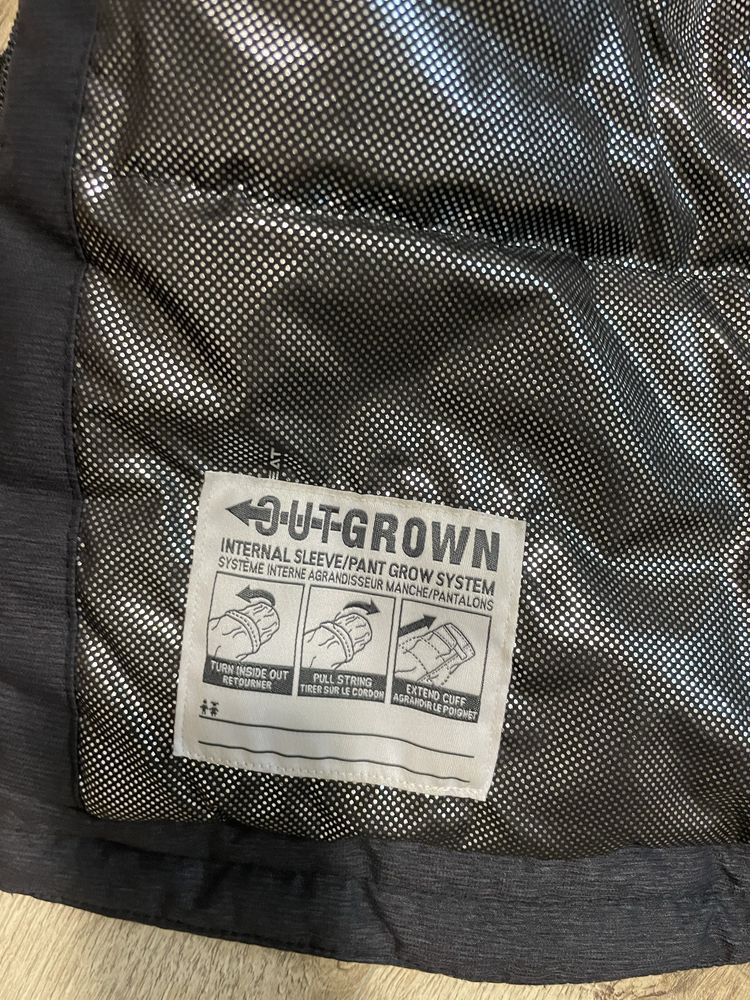 EAT
OUTGROWN
INTERNAL SLEEVE/PANT GROW SYSTEM
SYSTÈME INTERNE AGRANDISSEUR MANCHE/PANTALONS
TURN INSIDE OUT
RETOURNER
PULL STRING
TIRER SUR LE CORDON
EXTEND CUFF
AGRANDIR LE POIGNET